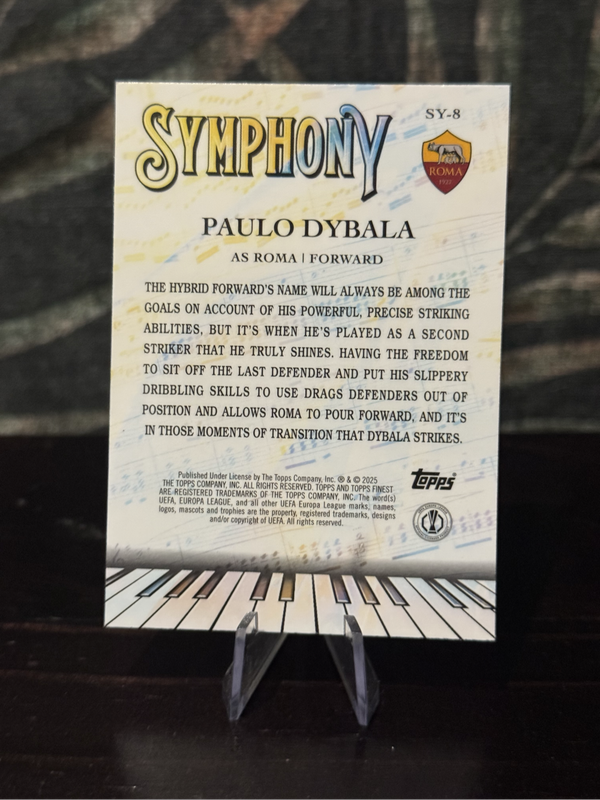 SYMPHONY
SY-8
ROMA
1927
PAULO DYBALA
AS ROMA | FORWARD
THE HYBRID FORWARD'S NAME WILL ALWAYS BE AMONG THE
GOALS ON ACCOUNT OF HIS POWERFUL, PRECISE STRIKING
ABILITIES, BUT IT'S WHEN HE'S PLAYED AS A SECOND
STRIKER THAT HE TRULY SHINES. HAVING THE FREEDOM
TO SIT OFF THE LAST DEFENDER AND PUT HIS SLIPPERY
DRIBBLING SKILLS TO USE DRAGS DEFENDERS OUT OF
POSITION AND ALLOWS ROMA TO POUR FORWARD, AND IT'S
IN THOSE MOMENTS OF TRANSITION THAT DYBALA STRIKES.
Published Under License by The Topps Company, Inc. ® & © 2025
THE TOPPS COMPANY, INC. ALL RIGHTS RESERVED. TOPPS AND TOPPS FINEST
ARE REGISTERED TRADEMARKS OF THE TOPPS COMPANY, INC. The word(s)
UEFA, EUROPA LEAGUE, and all other UEFA Europa League marks, names,
logos, mascots and trophies are the property, registered trademarks, designs
and/or copyright of UEFA. All rights reserved.
Topps®